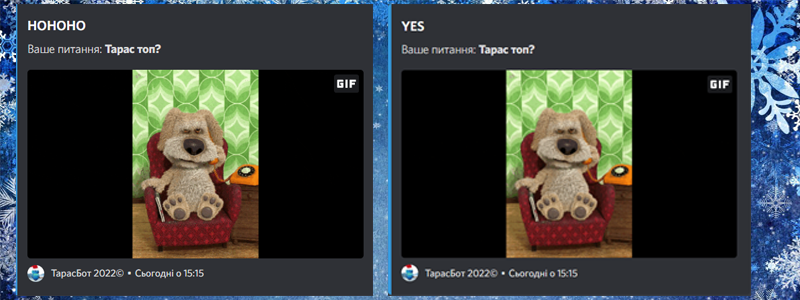 НОНОНО
Ваше питання: Тарас топ?
GIF
ТарасБот 2022© • Сьогодні о 15:15
YES
Ваше питання: Тарас топ?
GIF
ТарасБот 2022© • Сьогодні о 15:15